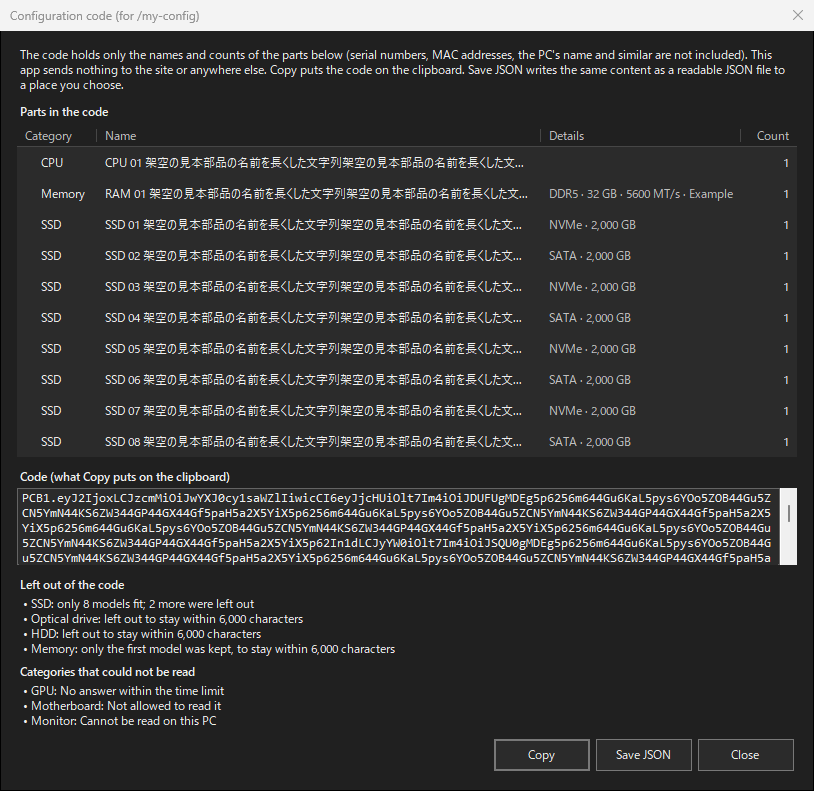 Configuration code (for /my-config)
The code holds only the names and counts of the parts below (serial numbers, MAC addresses, the PC's name and similar are not included). This
app sends nothing to the site or anywhere else. Copy puts the code on the clipboard. Save JSON writes the same content as a readable JSON file to
a place you choose.
Parts in the code
Category Name Details Count
CPU CPU 01 架空の見本部品の名前を長くした文字列架空の見本部品の名前を長くした文... 1
Memory RAM 01 架空の見本部品の名前を長くした文字列架空の見本部品の名前を長くした文... DDR5 · 32 GB · 5600 MT/s · Example 1
SSD SSD 01 架空の見本部品の名前を長くした文字列架空の見本部品の名前を長くした文... NVMe · 2,000 GB 1
SSD SSD 02 架空の見本部品の名前を長くした文字列架空の見本部品の名前を長くした文... SATA · 2,000 GB 1
SSD SSD 03 架空の見本部品の名前を長くした文字列架空の見本部品の名前を長くした文... NVMe · 2,000 GB 1
SSD SSD 04 架空の見本部品の名前を長くした文字列架空の見本部品の名前を長くした文... SATA · 2,000 GB 1
SSD SSD 05 架空の見本部品の名前を長くした文字列架空の見本部品の名前を長くした文... NVMe · 2,000 GB 1
SSD SSD 06 架空の見本部品の名前を長くした文字列架空の見本部品の名前を長くした文... SATA · 2,000 GB 1
SSD SSD 07 架空の見本部品の名前を長くした文字列架空の見本部品の名前を長くした文... NVMe · 2,000 GB 1
SSD SSD 08 架空の見本部品の名前を長くした文字列架空の見本部品の名前を長くした文... SATA · 2,000 GB 1
Code (what Copy puts on the clipboard)
PCB1.eyJ2IjoxLCJzcmMiOiJwYXJ0cy1saWZlIiwicCI6eyJjcHUiOlt7Im4iOiJDUFUgMDEg5p6256m644Gu6KaL5pys6YOo5ZOB44Gu5Z
CN5YmN44KS6ZW344GP44GX44Gf5paH5a2X5YiX5p6256m644Gu6KaL5pys6YOo5ZOB44Gu5ZCN5YmN44KS6ZW344GP44GX44Gf5paH5a2X5
YiX5p6256m644Gu6KaL5pys6YOo5ZOB44Gu5ZCN5YmN44KS6ZW344GP44GX44Gf5paH5a2X5YiX5p6256m644Gu6KaL5pys6YOo5ZOB44Gu
5ZCN5YmN44KS6ZW344GP44GX44Gf5paH5a2X5YiX5p62In1dLCJyYW0iOlt7Im4iOiJSQU0gMDEg5p6256m644Gu6KaL5pys6YOo5ZOB44G
u5ZCN5YmN44KS6ZW344GP44GX44Gf5paH5a2X5YiX5p6256m644Gu6KaL5pys6YOo5ZOB44Gu5ZCN5YmN44KS6ZW344GP44GX44Gf5paH5a
Left out of the code
• SSD: only 8 models fit; 2 more were left out
• Optical drive: left out to stay within 6,000 characters
• HDD: left out to stay within 6,000 characters
• Memory: only the first model was kept, to stay within 6,000 characters
Categories that could not be read
• GPU: No answer within the time limit
• Motherboard: Not allowed to read it
• Monitor: Cannot be read on this PC
Copy Save JSON Close